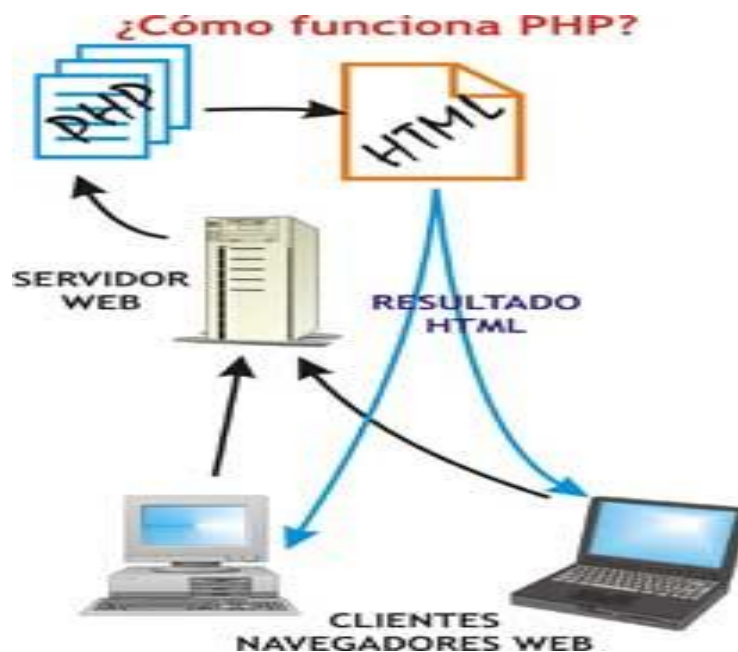 ¿Cómo funciona PHP?
PHP
HTML
SERVIDOR
WEB
RESULTADO
HTML
CLIENTES
NAVEGADORES WEB